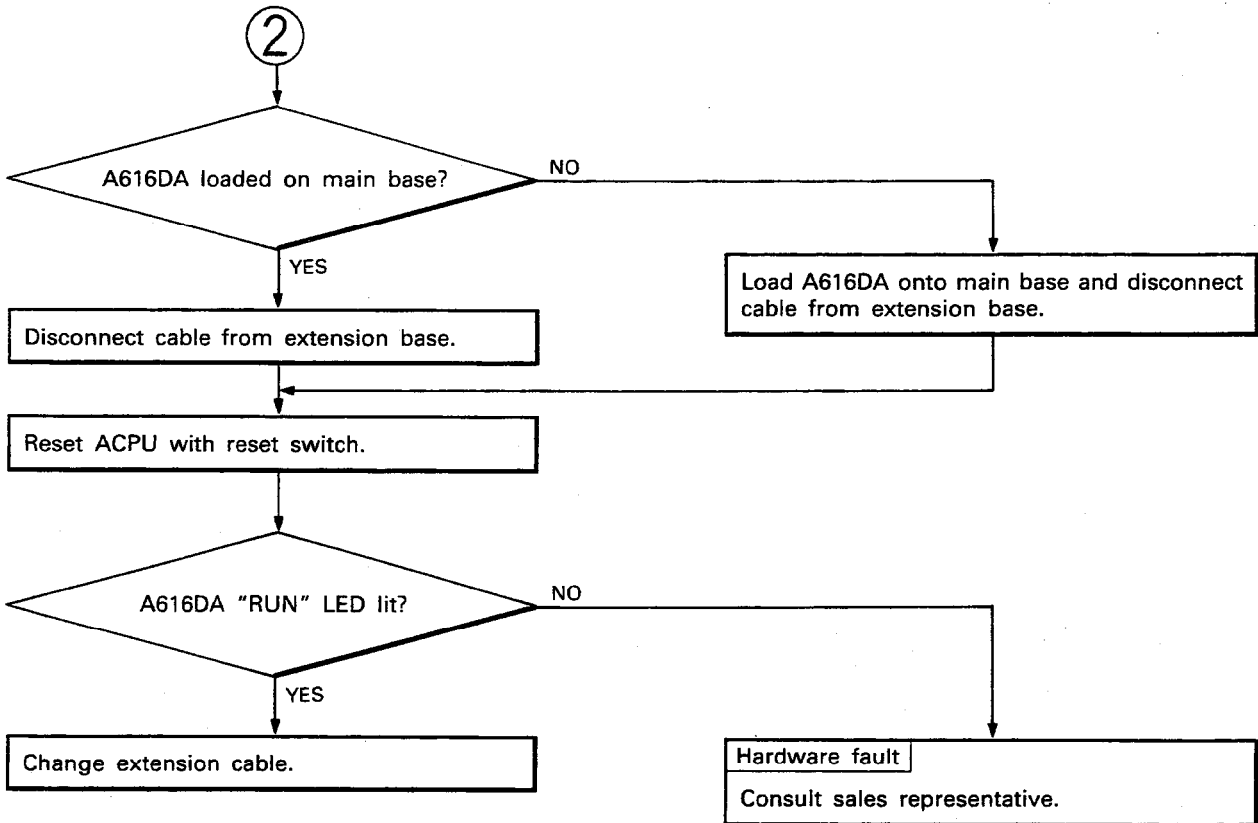 2
A616DA loaded on main base?
NO
YES
Load A616DA onto main base and disconnect
cable from extension base.
Disconnect cable from extension base.
Reset ACPU with reset switch.
A616DA “RUN” LED lit?
NO
YES
Change extension cable.
Hardware fault
Consult sales representative.